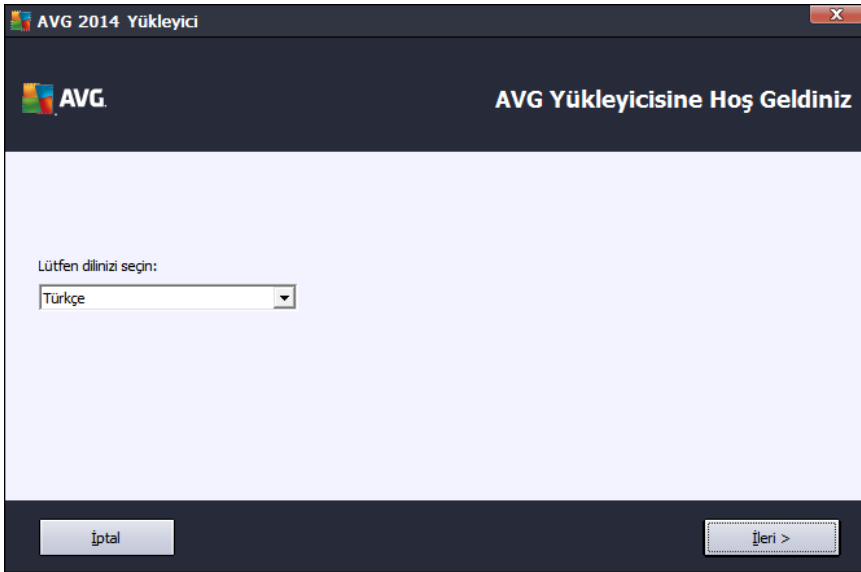 AVG 2014 Yükleyici
AVG.
AVG Yükleyicisine Hoş Geldiniz
Lütfen dilinizi seçin:
Türkçe
İptal
İleri >